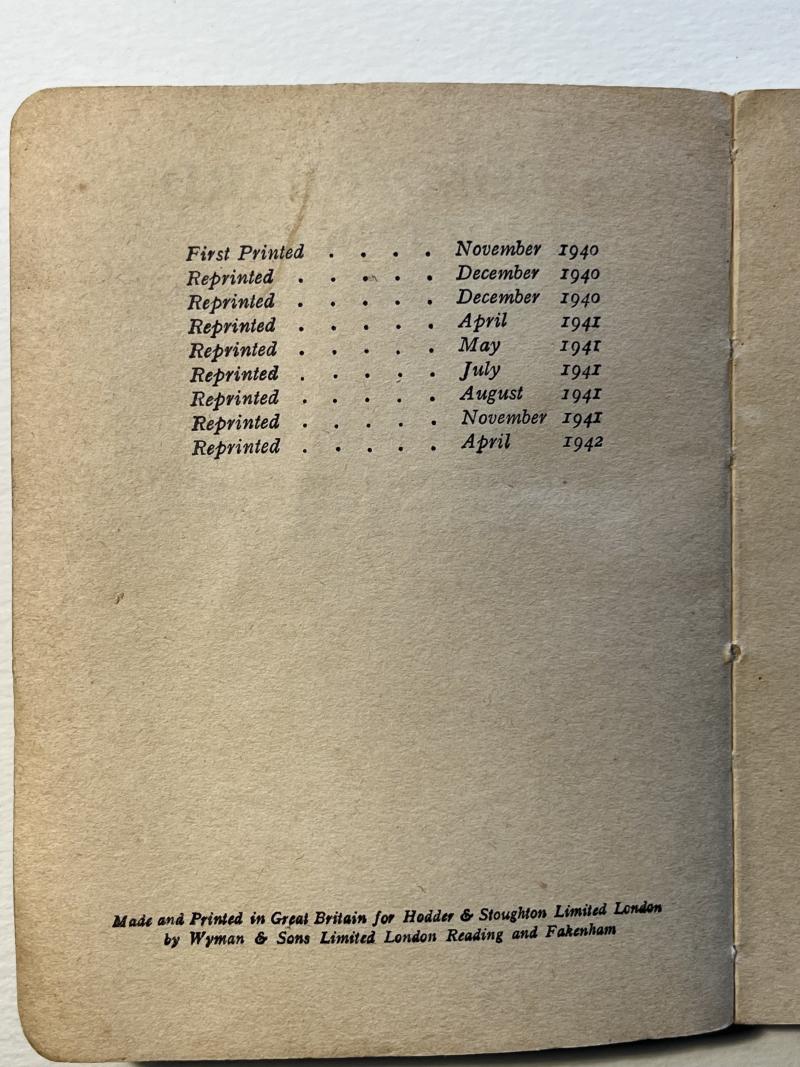 First Printed . . . . November 1940
Reprinted . . . . . December 1940
Reprinted . . . . . December 1940
Reprinted . . . . . April 1941
Reprinted . . . . . May 1941
Reprinted . . . . . July 1941
Reprinted . . . . . August 1941
Reprinted . . . . . November 1941
Reprinted . . . . . April 1942
Made and Printed in Great Britain for Hodder & Stoughton Limited London
by Wyman & Sons Limited London Reading and Fakenham